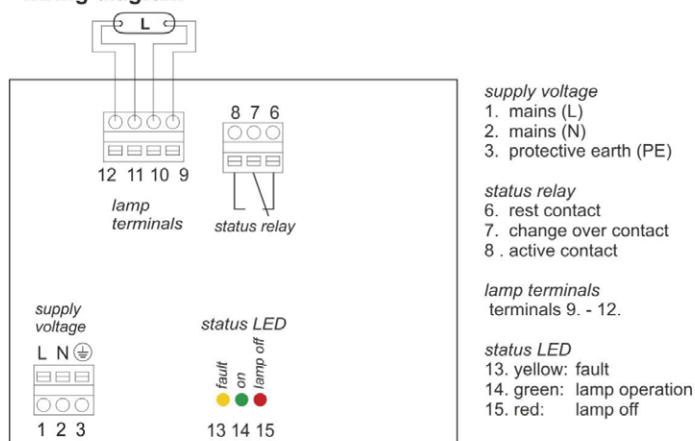 L
8 7 6
12 11 10 9
lamp
terminals
status relay
supply
voltage
L N
1 2 3
status LED
fault
on
lamp off
13 14 15
supply voltage
1. mains (L)
2. mains (N)
3. protective earth (PE)
status relay
6. rest contact
7. change over contact
8 . active contact
lamp terminals
terminals 9. - 12.
status LED
13. yellow: fault
14. green: lamp operation
15. red: lamp off